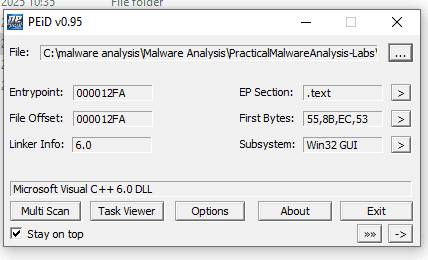 2025 10:35 File folder
PEiD v0.95
File: C:\malware analysis\Malware Analysis\PracticalMalwareAnalysis-Labs\ ...
Entrypoint: 000012FA EP Section: .text >
File Offset: 000012FA First Bytes: 55,8B,EC,53 >
Linker Info: 6.0 Subsystem: Win32 GUI >
Microsoft Visual C++ 6.0 DLL
Multi Scan Task Viewer Options About Exit
Stay on top »» ->